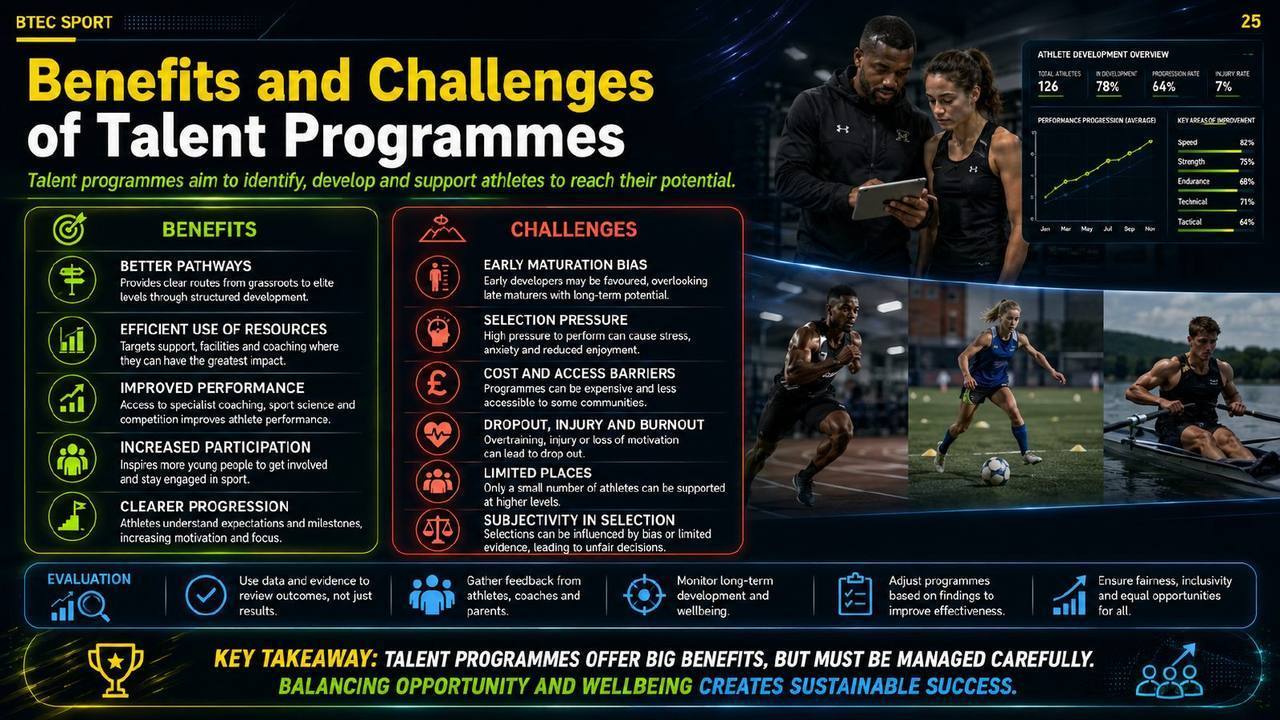 BTEC SPORT
25
Benefits and Challenges
of Talent Programmes
Talent programmes aim to identify, develop and support athletes to reach their potential.
BENEFITS
BETTER PATHWAYS
Provides clear routes from grassroots to elite
levels through structured development.
EFFICIENT USE OF RESOURCES
Targets support, facilities and coaching where
they can have the greatest impact.
IMPROVED PERFORMANCE
Access to specialist coaching, sport science and
competition improves athlete performance.
INCREASED PARTICIPATION
Inspires more young people to get involved
and stay engaged in sport.
CLEARER PROGRESSION
Athletes understand expectations and milestones,
increasing motivation and focus.
CHALLENGES
EARLY MATURATION BIAS
Early developers may be favoured, overlooking
late maturers with long-term potential.
SELECTION PRESSURE
High pressure to perform can cause stress,
anxiety and reduced enjoyment.
£
COST AND ACCESS BARRIERS
Programmes can be expensive and less
accessible to some communities.
DROPOUT, INJURY AND BURNOUT
Overtraining, injury or loss of motivation
can lead to drop out.
LIMITED PLACES
Only a small number of athletes can be supported
at higher levels.
SUBJECTIVITY IN SELECTION
Selections can be influenced by bias or limited
evidence, leading to unfair decisions.
ATHLETE DEVELOPMENT OVERVIEW
TOTAL ATHLETES
126
IN DEVELOPMENT
78%
PROGRESSION RATE
64%
INJURY RATE
7%
PERFORMANCE PROGRESSION (AVERAGE)
Jan Mar May Jul Sep Nov
KEY AREAS OF IMPROVEMENT
Speed 82%
Strength 75%
Endurance 68%
Technical 71%
Tactical 64%
EVALUATION
Use data and evidence to
review outcomes, not just
results.
Gather feedback from
athletes, coaches and
parents.
Monitor long-term
development and
wellbeing.
Adjust programmes
based on findings to
improve effectiveness.
Ensure fairness, inclusivity
and equal opportunities
for all.
KEY TAKEAWAY: TALENT PROGRAMMES OFFER BIG BENEFITS, BUT MUST BE MANAGED CAREFULLY.
BALANCING OPPORTUNITY AND WELLBEING CREATES SUSTAINABLE SUCCESS.